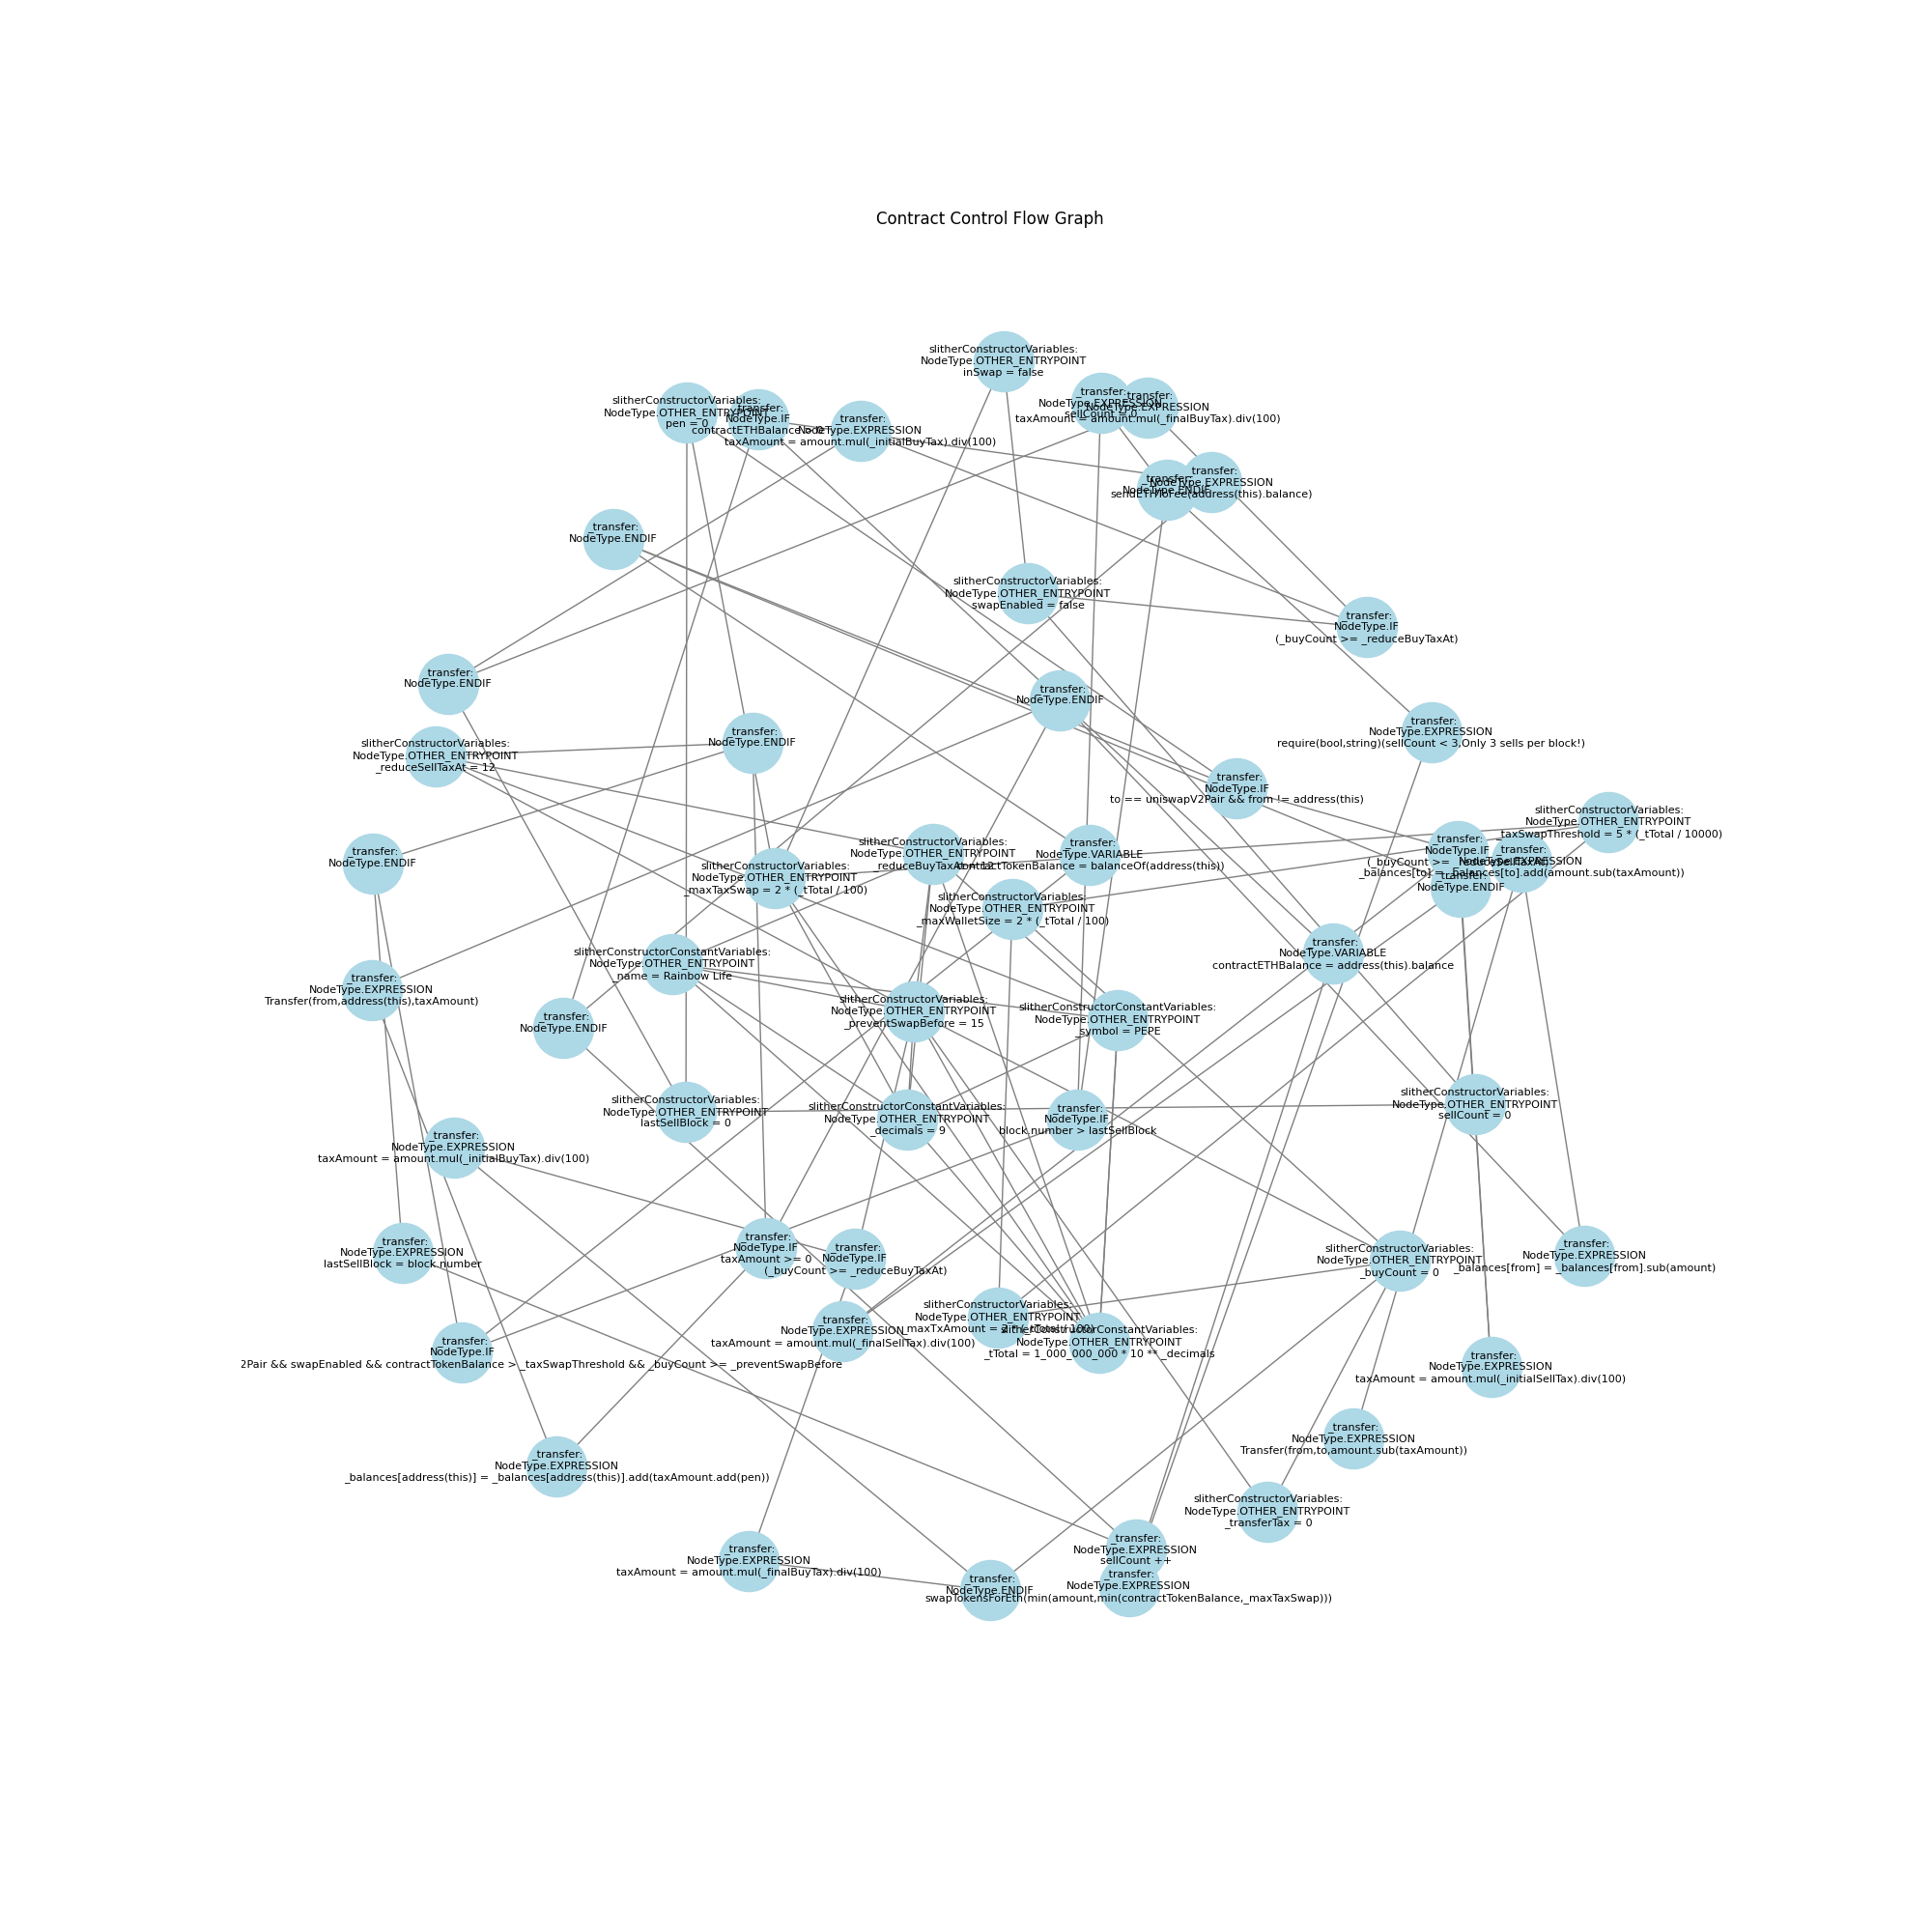 Contract Control Flow Graph
slitherConstructorVariables:
NodeType.OTHER_ENTRYPOINT
inSwap = false
slitherConstructorVariables:
NodeType.OTHER_ENTRYPOINT
pen = 0
_transfer:
NodeType.IF
contractETHBalance > 0
_transfer:
NodeType.EXPRESSION
taxAmount = amount.mul(_initialBuyTax).div(100)
_transfer:
NodeType.EXPRESSION
sellCount = 0
_transfer:
NodeType.EXPRESSION
taxAmount = amount.mul(_finalBuyTax).div(100)
_transfer:
NodeType.ENDIF
_transfer:
NodeType.EXPRESSION
sendETHToFee(address(this).balance)
_transfer:
NodeType.ENDIF
slitherConstructorVariables:
NodeType.OTHER_ENTRYPOINT
swapEnabled = false
_transfer:
NodeType.IF
(_buyCount >= _reduceBuyTaxAt)
_transfer:
NodeType.ENDIF
_transfer:
NodeType.ENDIF
_transfer:
NodeType.ENDIF
_transfer:
NodeType.EXPRESSION
require(bool,string)(sellCount < 3,Only 3 sells per block!)
slitherConstructorVariables:
NodeType.OTHER_ENTRYPOINT
_reduceSellTaxAt = 12
_transfer:
NodeType.IF
to == uniswapV2Pair && from != address(this)
slitherConstructorVariables:
NodeType.OTHER_ENTRYPOINT
_taxSwapThreshold = 5 * (_tTotal / 10000)
_transfer:
NodeType.ENDIF
slitherConstructorVariables:
NodeType.OTHER_ENTRYPOINT
_maxTaxSwap = 2 * (_tTotal / 100)
slitherConstructorVariables:
NodeType.OTHER_ENTRYPOINT
_reduceBuyTaxAt = 12
_transfer:
NodeType.VARIABLE
contractTokenBalance = balanceOf(address(this))
_transfer:
NodeType.IF
(_buyCount >= _reduceSellTaxAt)
_transfer:
NodeType.EXPRESSION
_balances[to] = _balances[to].add(amount.sub(taxAmount))
_transfer:
NodeType.ENDIF
slitherConstructorVariables:
NodeType.OTHER_ENTRYPOINT
_maxWalletSize = 2 * (_tTotal / 100)
slitherConstructorConstantVariables:
NodeType.OTHER_ENTRYPOINT
_name = Rainbow Life
_transfer:
NodeType.VARIABLE
contractETHBalance = address(this).balance
_transfer:
NodeType.EXPRESSION
Transfer(from,address(this),taxAmount)
_transfer:
NodeType.ENDIF
slitherConstructorVariables:
NodeType.OTHER_ENTRYPOINT
_preventSwapBefore = 15
slitherConstructorConstantVariables:
NodeType.OTHER_ENTRYPOINT
_symbol = PEPE
slitherConstructorVariables:
NodeType.OTHER_ENTRYPOINT
lastSellBlock = 0
slitherConstructorConstantVariables:
NodeType.OTHER_ENTRYPOINT
_decimals = 9
_transfer:
NodeType.IF
block.number > lastSellBlock
slitherConstructorVariables:
NodeType.OTHER_ENTRYPOINT
sellCount = 0
_transfer:
NodeType.EXPRESSION
taxAmount = amount.mul(_initialBuyTax).div(100)
_transfer:
NodeType.EXPRESSION
lastSellBlock = block.number
_transfer:
NodeType.IF
taxAmount >= 0
_transfer:
NodeType.IF
(_buyCount >= _reduceBuyTaxAt)
slitherConstructorVariables:
NodeType.OTHER_ENTRYPOINT
_buyCount = 0
_transfer:
NodeType.EXPRESSION
_balances[from] = _balances[from].sub(amount)
_transfer:
NodeType.IF
2Pair && swapEnabled && contractTokenBalance > _taxSwapThreshold && _buyCount >= _preventSwapBefore
_transfer:
NodeType.EXPRESSION
taxAmount = amount.mul(_finalSellTax).div(100)
slitherConstructorVariables:
NodeType.OTHER_ENTRYPOINT
_maxTxAmount = 2 * (_tTotal / 100)
slitherConstructorConstantVariables:
NodeType.OTHER_ENTRYPOINT
_tTotal = 1_000_000_000 * 10 ** _decimals
_transfer:
NodeType.EXPRESSION
taxAmount = amount.mul(_initialSellTax).div(100)
_transfer:
NodeType.EXPRESSION
Transfer(from,to,amount.sub(taxAmount))
_transfer:
NodeType.EXPRESSION
_balances[address(this)] = _balances[address(this)].add(taxAmount.add(pen))
slitherConstructorVariables:
NodeType.OTHER_ENTRYPOINT
_transferTax = 0
_transfer:
NodeType.EXPRESSION
taxAmount = amount.mul(_finalBuyTax).div(100)
_transfer:
NodeType.ENDIF
_transfer:
NodeType.EXPRESSION
sellCount ++
_transfer:
NodeType.EXPRESSION
swapTokensForEth(min(amount,min(contractTokenBalance,_maxTaxSwap)))